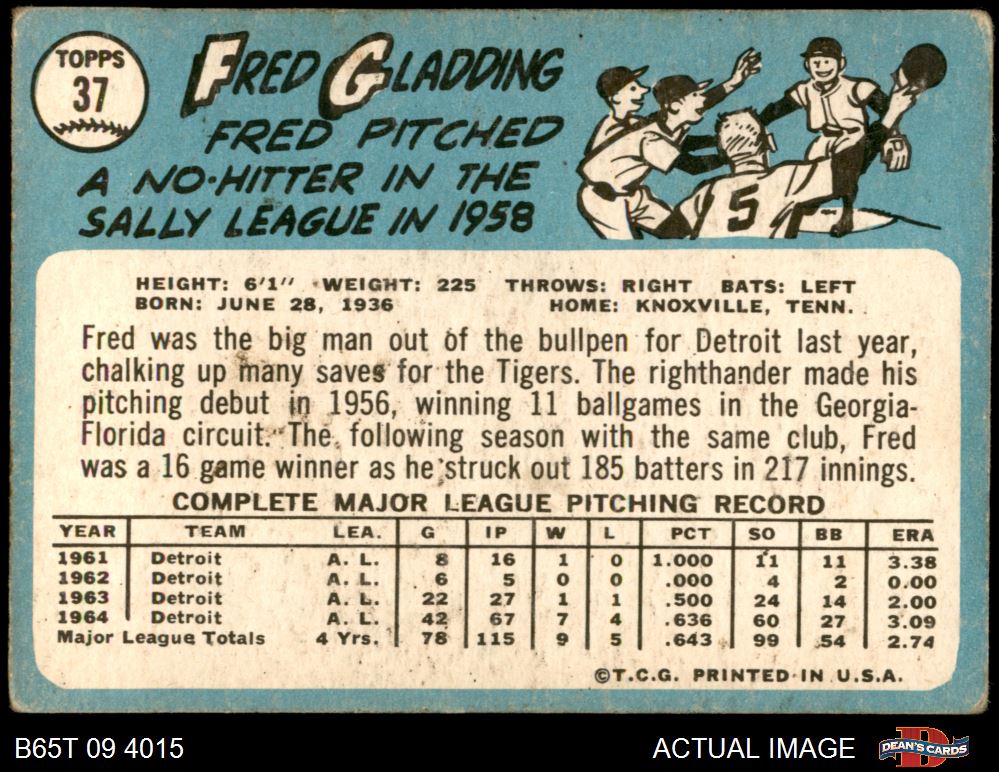 TOPPS
37
FRED GLADDING
FRED PITCHED
A NO-HITTER IN THE
SALLY LEAGUE IN 1958
5
HEIGHT: 6'1" WEIGHT: 225 THROWS: RIGHT BATS: LEFT
BORN: JUNE 28, 1936 HOME: KNOXVILLE, TENN.
Fred was the big man out of the bullpen for Detroit last year,
chalking up many saves for the Tigers. The righthander made his
pitching debut in 1956, winning 11 ballgames in the Georgia-
Florida circuit. The following season with the same club, Fred
was a 16 game winner as he struck out 185 batters in 217 innings.
COMPLETE MAJOR LEAGUE PITCHING RECORD
YEAR TEAM LEA. G IP W L PCT SO BB ERA
1961 Detroit A. L. 8 16 1 0 1.000 11 11 3.38
1962 Detroit A. L. 6 5 0 0 .000 4 2 0.00
1963 Detroit A. L. 22 27 1 1 .500 24 14 2.00
1964 Detroit A. L. 42 67 7 4 .636 60 27 3.09
Major League Totals 4 Yrs. 78 115 9 5 .643 99 54 2.74
©T.C.G. PRINTED IN U.S.A.
B65T 09 4015 ACTUAL IMAGE DEAN'S CARDS